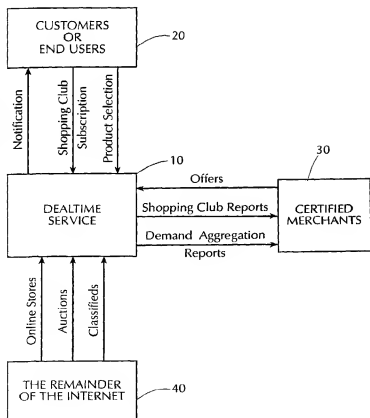 CUSTOMERS
OR
END USERS
20
Notification
Shopping Club
Subscription
Product Selection
10
30
DEALTIME
SERVICE
Offers
Shopping Club Reports
Demand Aggregation
Reports
CERTIFIED
MERCHANTS
Online Stores
Auctions
Classifieds
THE REMAINDER
OF THE INTERNET
40